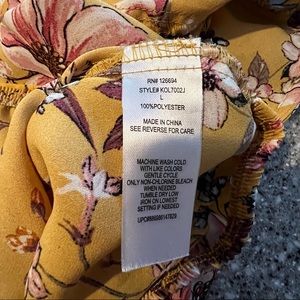 RN# 126694
STYLE# KOL7002J
L
100%POLYESTER
MADE IN CHINA
SEE REVERSE FOR CARE
MACHINE WASH COLD
WITH LIKE COLORS
GENTLE CYCLE
ONLY NON-CHLORINE BLEACH
WHEN NEEDED
TUMBLE DRY LOW
IRON ON LOWEST
SETTING IF NEEDED